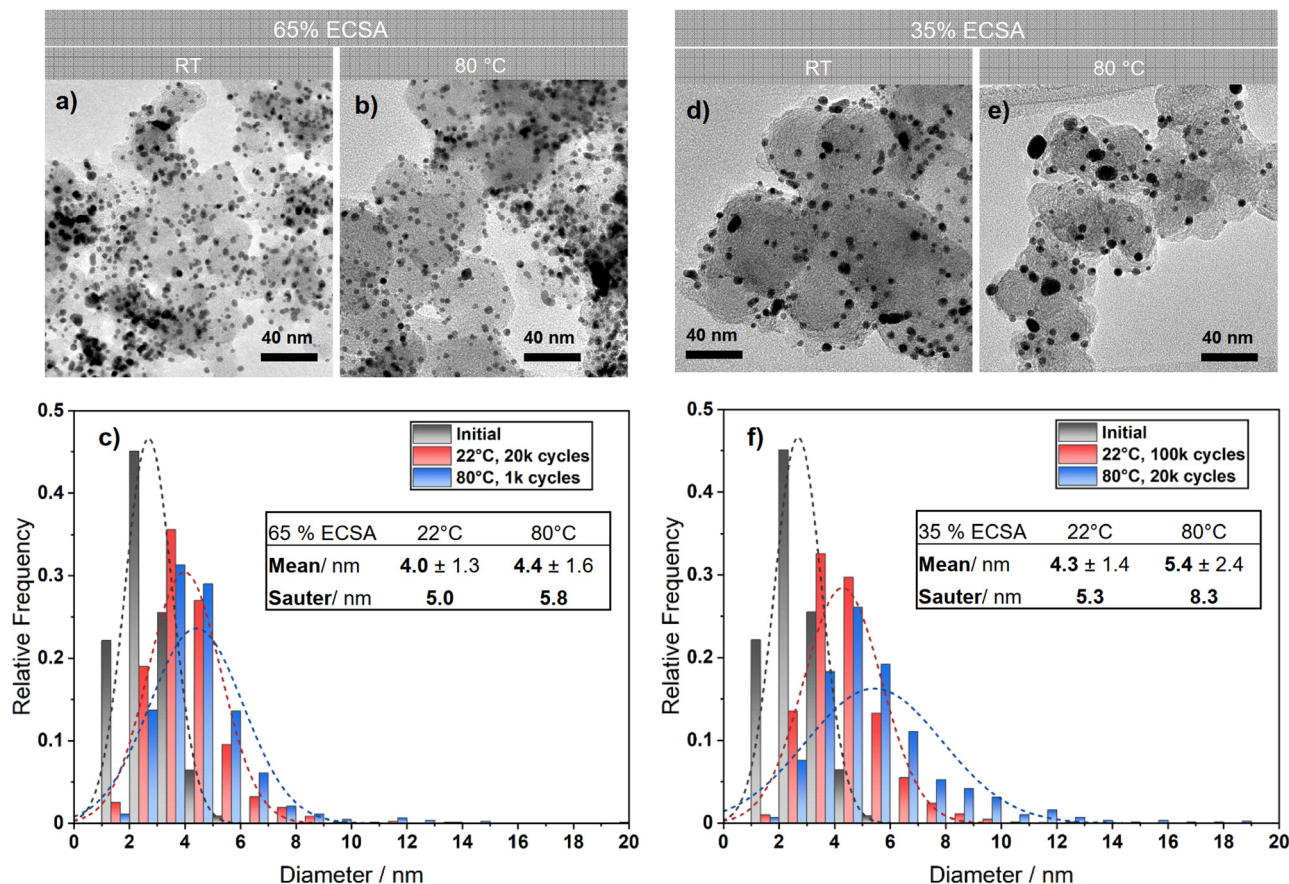 65% ECSA
RT
80 °C
a)
b)
40 nm
40 nm
35% ECSA
RT
80 °C
d)
e)
40 nm
40 nm
c)
Initial
22°C, 20k cycles
80°C, 1k cycles
65 % ECSA 22°C 80°C
Mean/ nm 4.0 ± 1.3 4.4 ± 1.6
Sauter/ nm 5.0 5.8
Relative Frequency
0.5
0.4
0.3
0.2
0.1
0
0 2 4 6 8 10 12 14 16 18 20
Diameter / nm
f)
Initial
22°C, 100k cycles
80°C, 20k cycles
35 % ECSA 22°C 80°C
Mean/ nm 4.3 ± 1.4 5.4 ± 2.4
Sauter/ nm 5.3 8.3
Relative Frequency
0.5
0.4
0.3
0.2
0.1
0
0 2 4 6 8 10 12 14 16 18 20
Diameter / nm